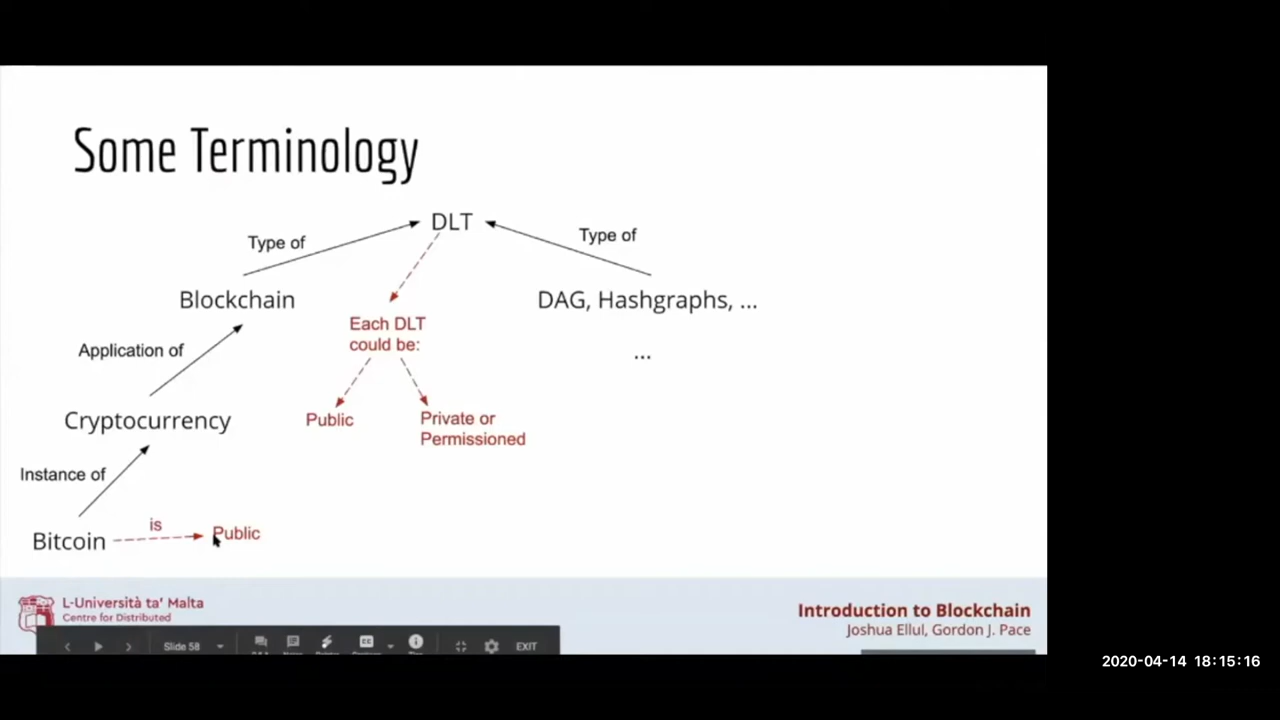 Some Terminology
DLT
Type of
Type of
Blockchain
DAG, Hashgraphs, ...
Each DLT
could be:
Application of
...
Cryptocurrency
Public
Private or
Permissioned
Instance of
Bitcoin
is
Public
L-Università ta' Malta
Centre for Distributed
Introduction to Blockchain
Joshua Ellul, Gordon J. Pace
Slide 58
CC
EXIT
2020-04-14 18:15:16